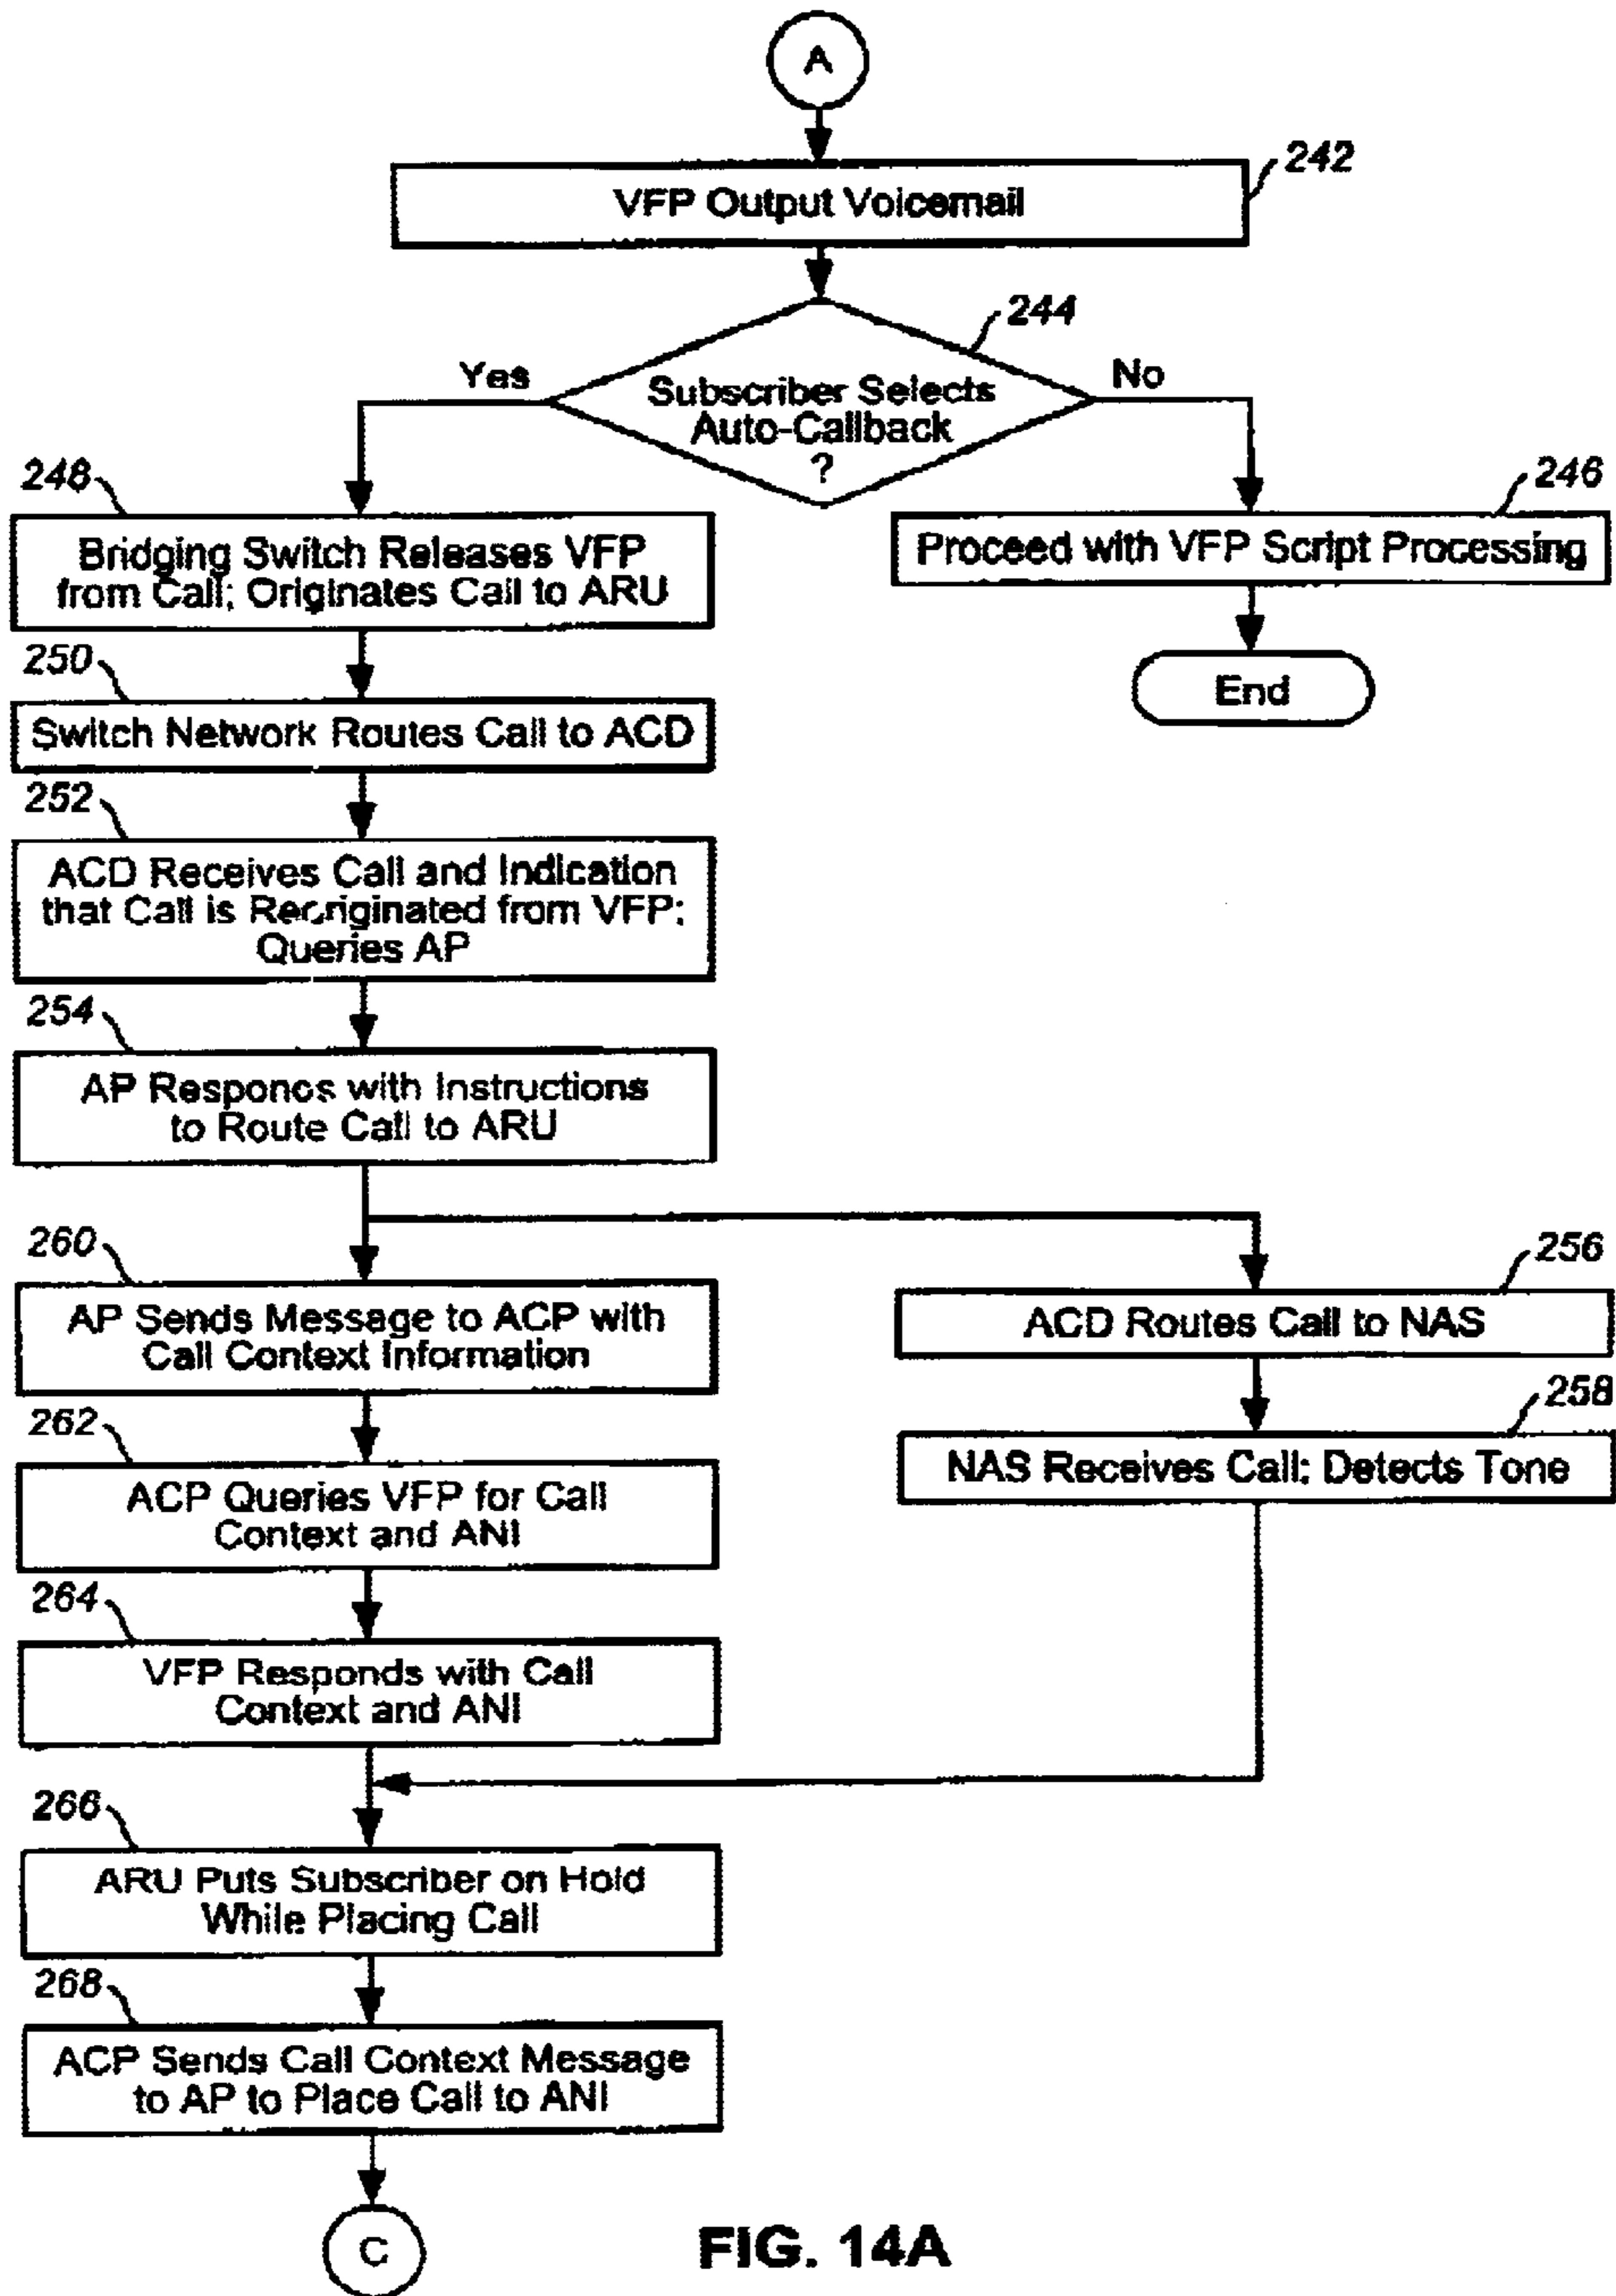 A
242
VFP Output Voicemail
244
Yes
No
Subscriber Selects
Auto-Callback
?
248
Bridging Switch Releases VFP
from Call; Originates Call to ARU
246
Proceed with VFP Script Processing
End
250
Switch Network Routes Call to ACD
252
ACD Receives Call and Indication
that Call is Reoriginated from VFP;
Queries AP
254
AP Responds with Instructions
to Route Call to ARU
260
AP Sends Message to ACP with
Call Context Information
256
ACD Routes Call to NAS
258
NAS Receives Call; Detects Tone
262
ACP Queries VFP for Call
Context and ANI
264
VFP Responds with Call
Context and ANI
266
ARU Puts Subscriber on Hold
While Placing Call
268
ACP Sends Call Context Message
to AP to Place Call to ANI
C
FIG. 14A